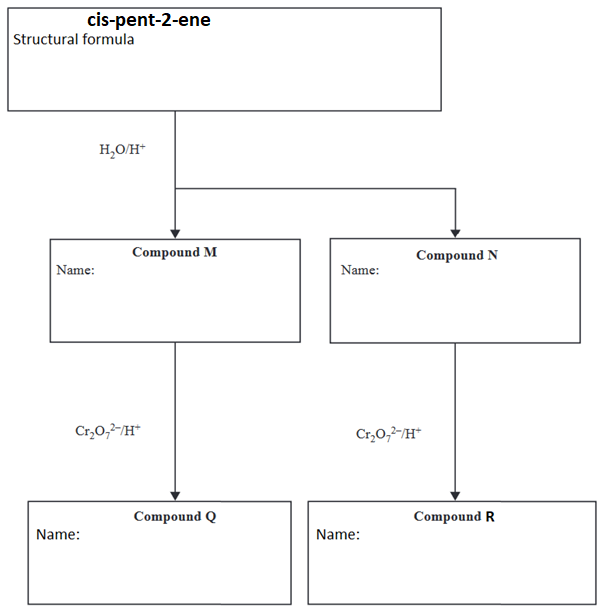 cis-pent-2-ene
Structural formula
H₂O/H⁺
Compound M
Name:
Compound N
Name:
Cr₂O₇²⁻/H⁺
Cr₂O₇²⁻/H⁺
Compound Q
Name:
Compound R
Name: